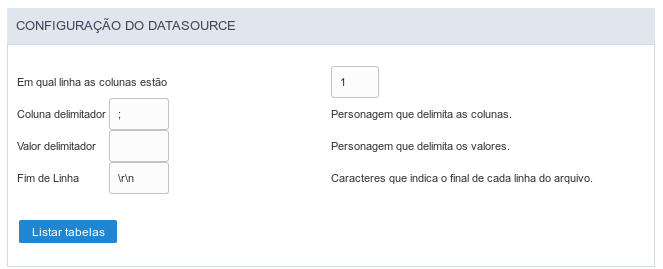 CONFIGURAÇÃO DO DATASOURCE
Em qual linha as colunas estão 1
Coluna delimitador ; Personagem que delimita as colunas.
Valor delimitador Personagem que delimita os valores.
Fim de Linha \r\n Caracteres que indica o final de cada linha do arquivo.
Listar tabelas